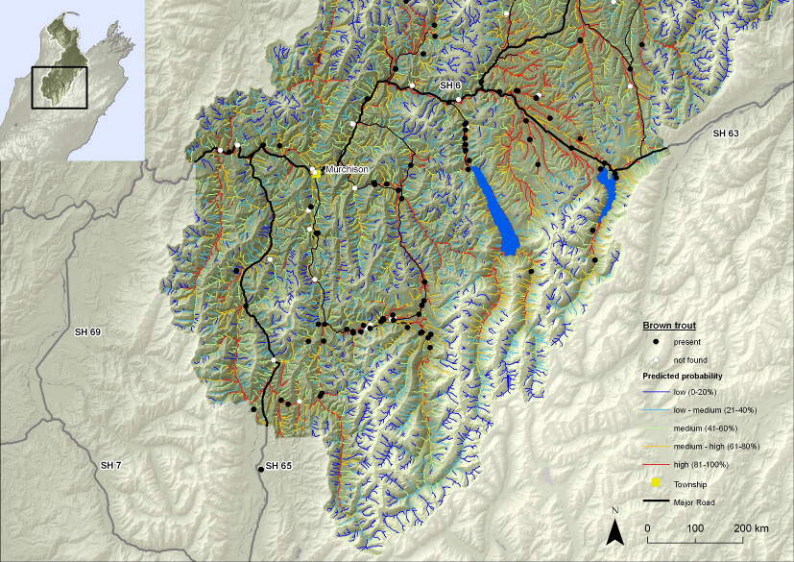 SH 6
SH 63
Murchison
SH 69
SH 7
SH 65
Brown trout
present
not found
Predicted probability
low (0-20%)
low - medium (21-40%)
medium (41-60%)
medium - high (61-80%)
high (81-100%)
Township
Major Road
N
0 100 200 km